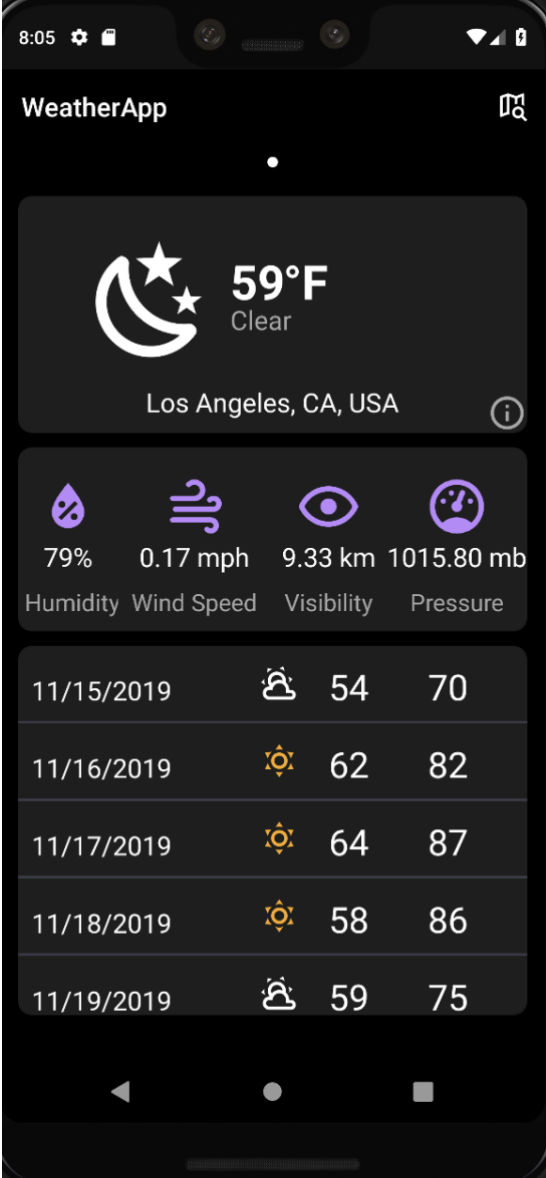 8:05
WeatherApp
59°F
Clear
Los Angeles, CA, USA
79% 0.17 mph 9.33 km 1015.80 mb
Humidity Wind Speed Visibility Pressure
11/15/2019 54 70
11/16/2019 62 82
11/17/2019 64 87
11/18/2019 58 86
11/19/2019 59 75